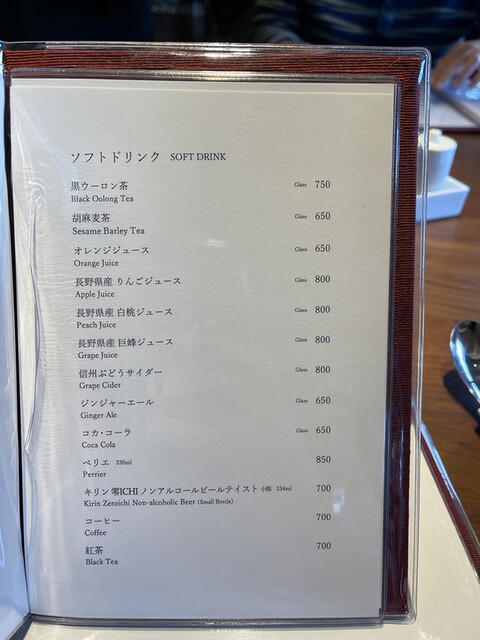 ソフトドリンク SOFT DRINK
黒ウーロン茶 Glass 750
Black Oolong Tea
胡麻麦茶 Glass 650
Sesame Barley Tea
オレンジジュース Glass 650
Orange Juice
長野県産 りんごジュース Glass 800
Apple Juice
長野県産 白桃ジュース Glass 800
Peach Juice
長野県産 巨峰ジュース Glass 800
Grape Juice
信州ぶどうサイダー Glass 800
Grape Cider
ジンジャーエール Glass 650
Ginger Ale
コカ・コーラ Glass 650
Coca Cola
ペリエ 330ml 850
Perrier
キリン 零ICHI ノンアルコールビールテイスト 小瓶 334ml 700
Kirin Zeroichi Non-alcoholic Beer (Small Bottle)
コーヒー 700
Coffee
紅茶 700
Black Tea